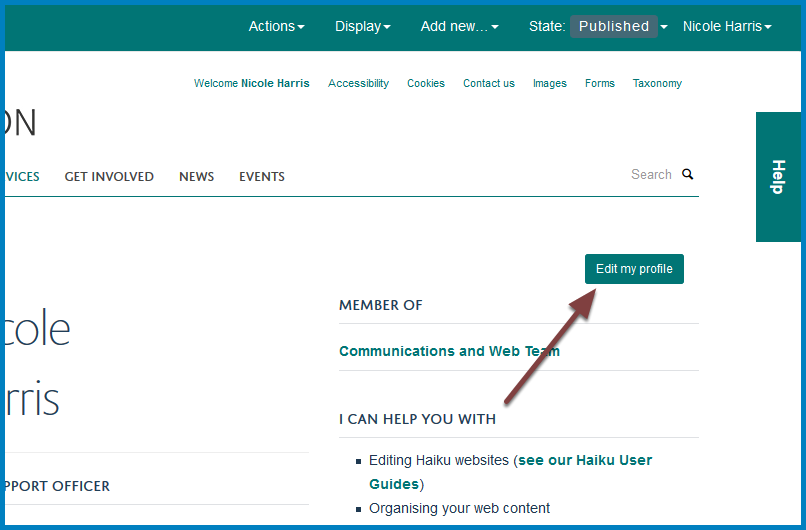 Actions Display Add new... State: Published Nicole Harris
Welcome Nicole Harris Accessibility Cookies Contact us Images Forms Taxonomy
ON
VICES GET INVOLVED NEWS EVENTS Search
Help
Edit my profile
MEMBER OF
Communications and Web Team
cole
rris
I CAN HELP YOU WITH
Editing Haiku websites (see our Haiku User
Guides)
PPORT OFFICER
Organising your web content